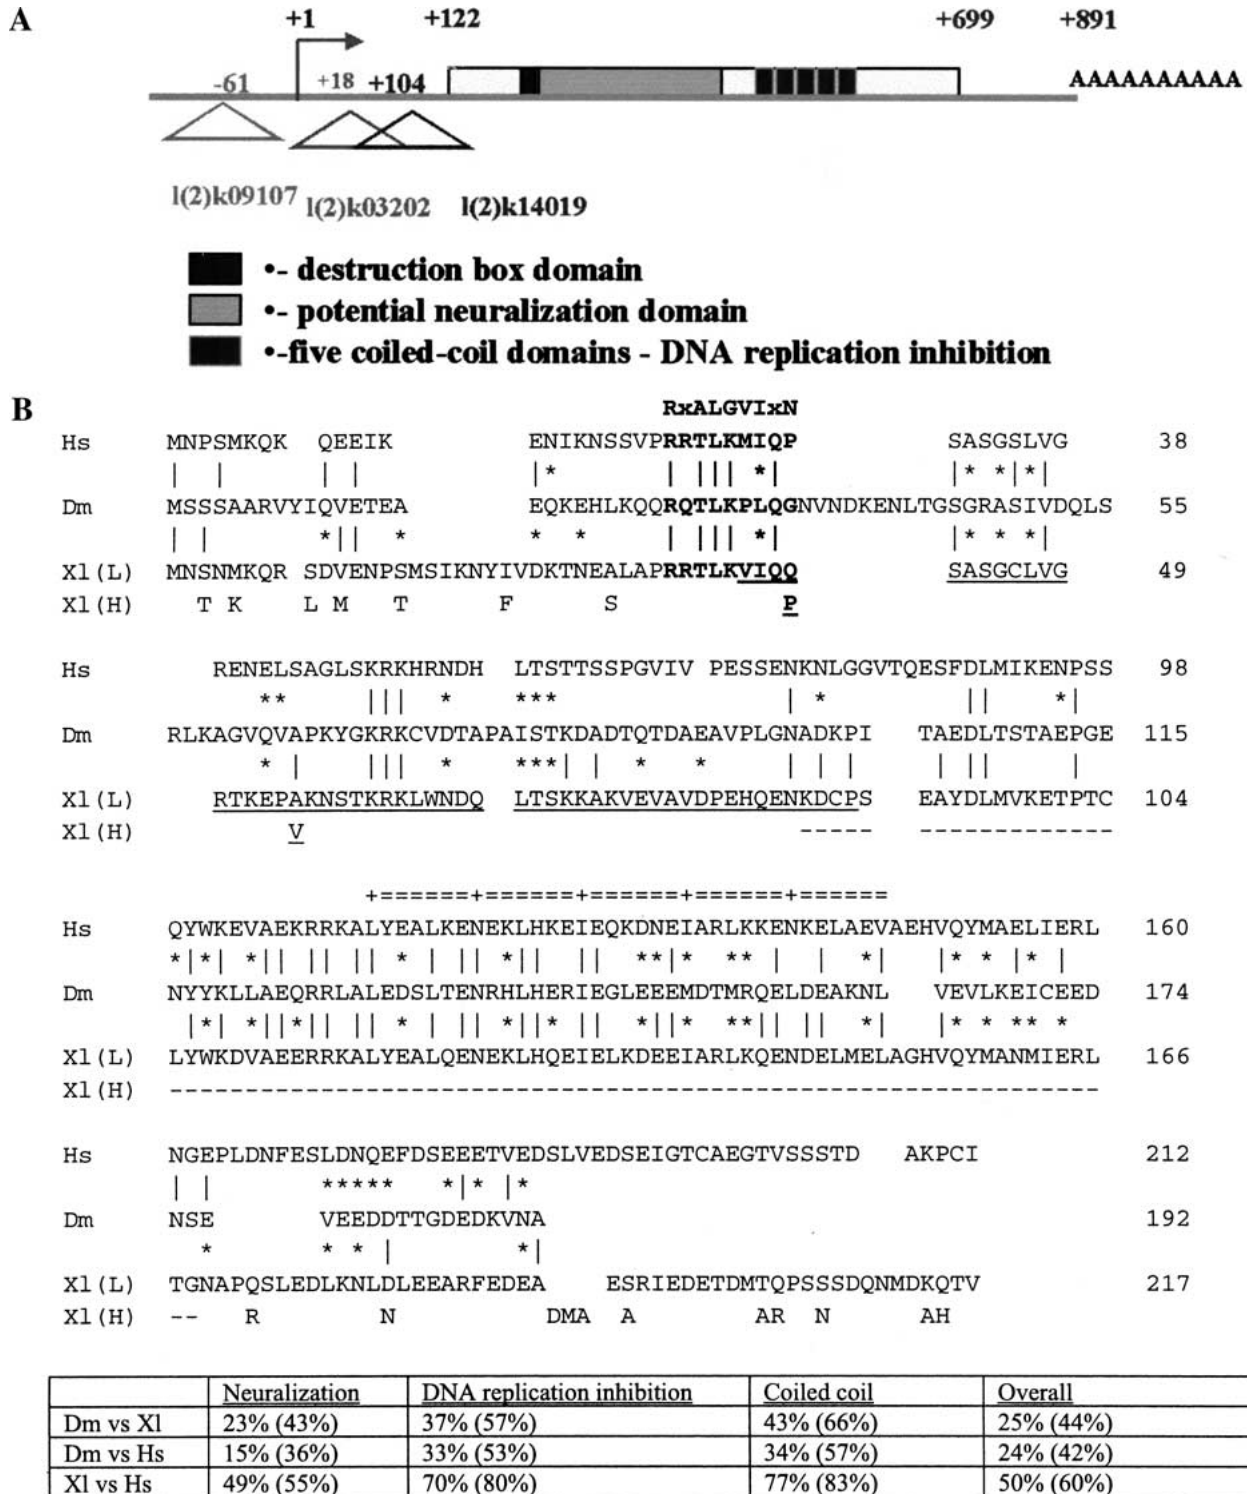 A
+1 +122 +699 +891
-61 +18 +104 AAAAAAAAAA
l(2)k09107 l(2)k03202 l(2)k14019
•- destruction box domain
•- potential neuralization domain
•-five coiled-coil domains - DNA replication inhibition
B
RxALGVIxN
Hs MNPSMKQK QEEIK ENIKNSSVPRRTLKMIQP SASGSLVG 38
| | | | |* | ||| *| |* *|*|
Dm MSSSAARVYIQVETEA EQKEHLKQQRQTLKPLQGNVNDKENLTGSGRASIVDQLS 55
| | *|| * * * | ||| *| |* * *|
Xl(L) MNSNMKQR SDVENPSMSIKNYIVDKTNEALAPRRTLKVIQQ SASGCLVG 49
Xl(H) T K L M T F S P
Hs RENELSAGLSKRKHRNDH LTSTTSSPGVIV PESSENKNLGGVTQESFDLMIKENPSS 98
** ||| * *** | * || *|
Dm RLKAGVQVAPKYGKRKCVDTAPAISTKDADTQTDAEAVPLGNADKPI TAEDLTSTAEPGE 115
* | ||| * ***| | * * | | | | || |
Xl(L) RTKEPAKNSTKRKLWNDQ LTSKKAKVEVAVDPEHQENKDCPS EAYDLMVKETPTC 104
Xl(H) V ----- -------------
+======+======+======+======+======
Hs QYWKEVAEKRRKALYEALKENEKLHKEIEQKDNEIARLKKENKELAEVAEHVQYMAELIERL 160
*|*| *|| || || * | || *|| || **|* ** | | *| |* * |* |
Dm NYYKLLAEQRRLALEDSLTENRHLHERIEGLEEEMDTMRQELDEAKNL VEVLKEICEED 174
|*| *||*|| || * | || *||* || *||* **|| || *| |* * ** *
Xl(L) LYWKDVAEERRKALYEALQENEKLHQEIELKDEEIARLKQENDELMELAGHVQYMANMIERL 166
Xl(H) --------------------------------------------------------------
Hs NGEPLDNFESLDNQEFDSEEETVEDSLVEDSEIGTCAEGTVSSSTD AKPCI 212
| | ***** *|* |*
Dm NSE VEEDDTTGDEDKVNA 192
* * * | *|
Xl(L) TGNAPQSLEDLKNLDLEEARFEDEA ESRIEDETDMTQPSSSDQNMDKQTV 217
Xl(H) -- R N DMA A AR N AH
Neuralization DNA replication inhibition Coiled coil Overall
Dm vs Xl 23% (43%) 37% (57%) 43% (66%) 25% (44%)
Dm vs Hs 15% (36%) 33% (53%) 34% (57%) 24% (42%)
Xl vs Hs 49% (55%) 70% (80%) 77% (83%) 50% (60%)